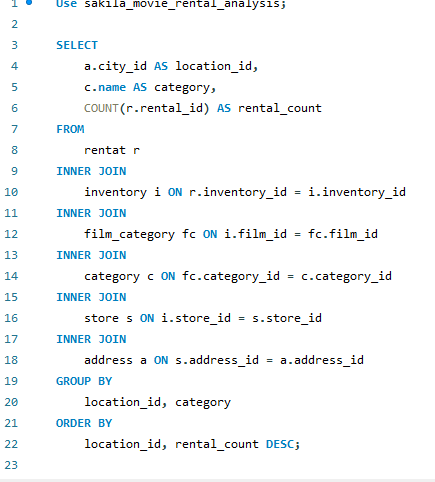 1 Use sakila_movie_rental_analysis;
2
3 SELECT
4 a.city_id AS location_id,
5 c.name AS category,
6 COUNT(r.rental_id) AS rental_count
7 FROM
8 rentat r
9 INNER JOIN
10 inventory i ON r.inventory_id = i.inventory_id
11 INNER JOIN
12 film_category fc ON i.film_id = fc.film_id
13 INNER JOIN
14 category c ON fc.category_id = c.category_id
15 INNER JOIN
16 store s ON i.store_id = s.store_id
17 INNER JOIN
18 address a ON s.address_id = a.address_id
19 GROUP BY
20 location_id, category
21 ORDER BY
22 location_id, rental_count DESC;
23